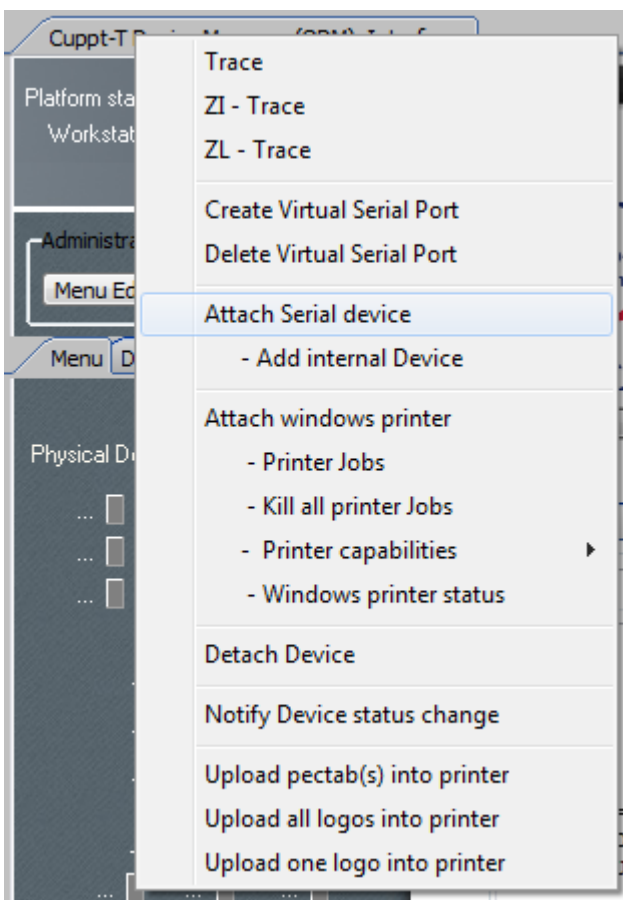 Cuppt-T
Trace
Platform sta
ZI - Trace
Workstat
ZL - Trace
Create Virtual Serial Port
Administra
Delete Virtual Serial Port
Menu Ed
Attach Serial device
Menu D
- Add internal Device
Attach windows printer
Physical De
- Printer Jobs
...
- Kill all printer Jobs
...
- Printer capabilities
...
- Windows printer status
Detach Device
Notify Device status change
Upload pectab(s) into printer
Upload all logos into printer
Upload one logo into printer
... ... ...